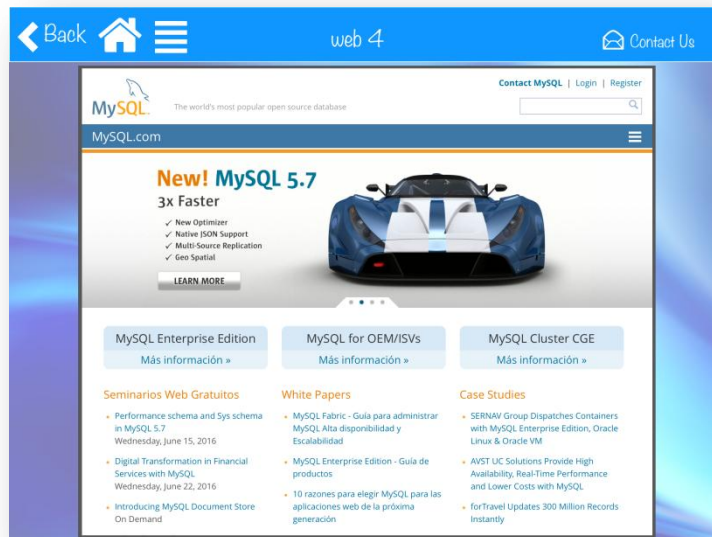 Back
web 4
Contact Us
MySQL
The world's most popular open source database
Contact MySQL | Login | Register
MySQL.com
New! MySQL 5.7
3x Faster
✓ New Optimizer
✓ Native JSON Support
✓ Multi-Source Replication
✓ Geo Spatial
LEARN MORE
MySQL Enterprise Edition
Más información »
MySQL for OEM/ISVs
Más información »
MySQL Cluster CGE
Más información »
Seminarios Web Gratuitos
Performance schema and Sys schema
in MySQL 5.7
Wednesday, June 15, 2016
Digital Transformation in Financial
Services with MySQL
Wednesday, June 22, 2016
Introducing MySQL Document Store
On Demand
White Papers
MySQL Fabric - Guía para administrar
MySQL Alta disponibilidad y
Escalabilidad
MySQL Enterprise Edition - Guía de
productos
10 razones para elegir MySQL para las
aplicaciones web de la próxima
generación
Case Studies
SERNAV Group Dispatches Containers
with MySQL Enterprise Edition, Oracle
Linux & Oracle VM
AVST UC Solutions Provide High
Availability, Real-Time Performance
and Lower Costs with MySQL
forTravel Updates 300 Million Records
Instantly